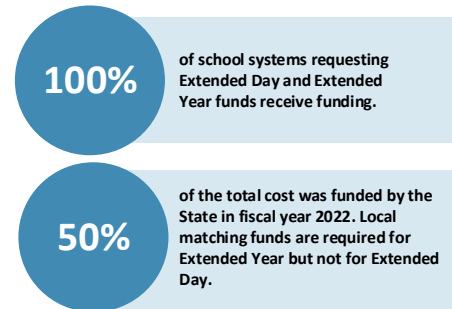 100%
of school systems requesting
Extended Day and Extended
Year funds receive funding.
50%
of the total cost was funded by the
State in fiscal year 2022. Local
matching funds are required for
Extended Year but not for Extended
Day.